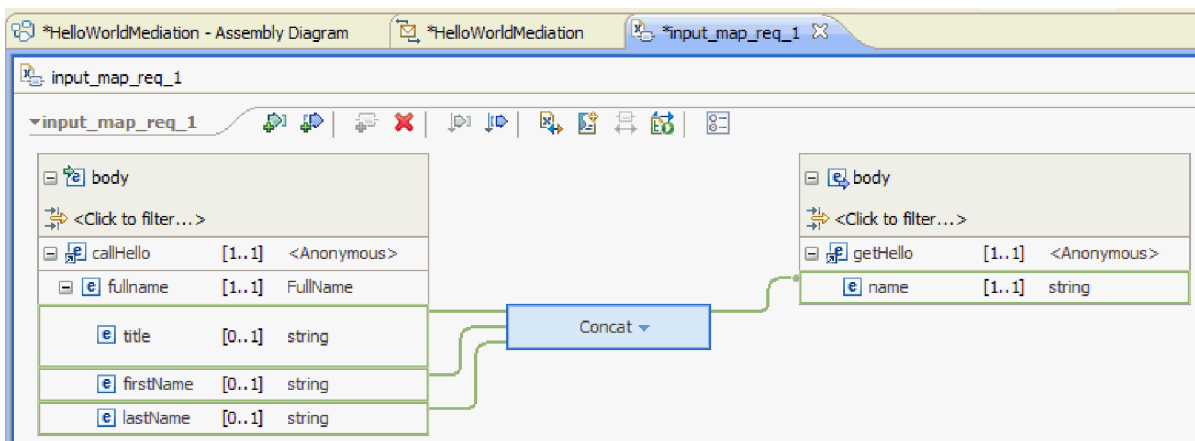 *HelloWorldMediation - Assembly Diagram *HelloWorldMediation *input_map_req_1
input_map_req_1
input_map_req_1
body body
<Click to filter...> <Click to filter...>
callHello [1..1] <Anonymous> getHello [1..1] <Anonymous>
fullname [1..1] FullName name [1..1] string
Concat
title [0..1] string
firstName [0..1] string
lastName [0..1] string